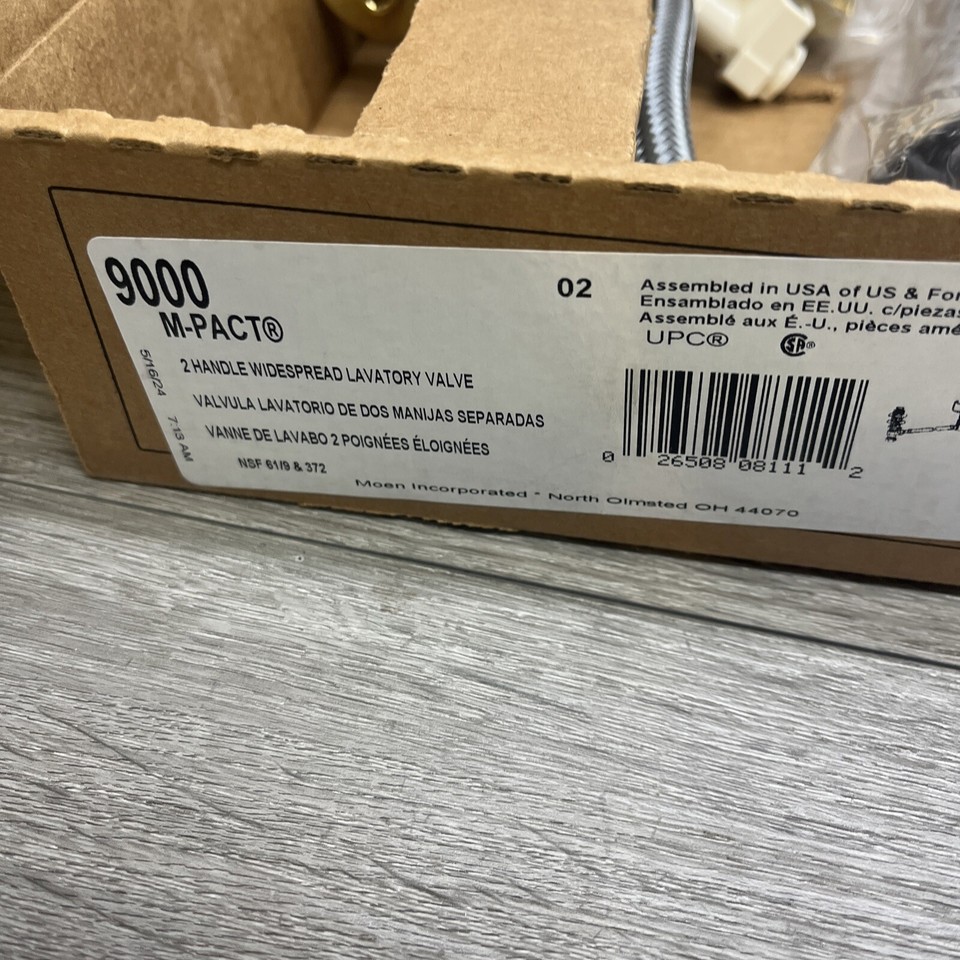 9000
M-PACT®
02
Assembled in USA of US & For
Ensamblado en EE.UU. c/piezas
Assemblé aux É.-U., pièces amé
UPC® SA®
2 HANDLE WIDESPREAD LAVATORY VALVE
VALVULA LAVATORIO DE DOS MANIJAS SEPARADAS
VANNE DE LAVABO 2 POIGNÉES ÉLOIGNÉES
NSF 61/9 & 372
5/16/24 7:13 AM
0 26508 08111 2
Moen Incorporated - North Olmsted OH 44070